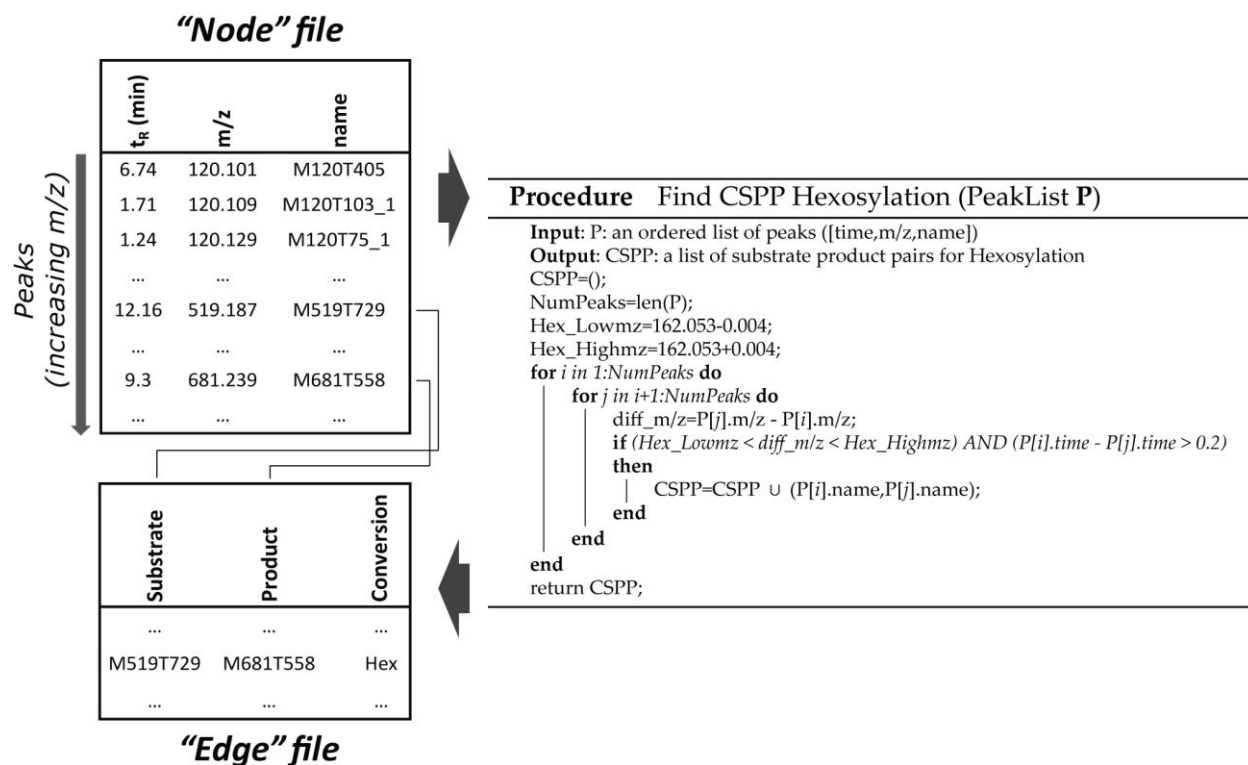 "Node" file
t_R (min) m/z name
6.74 120.101 M120T405
1.71 120.109 M120T103_1
1.24 120.129 M120T75_1
... ... ...
12.16 519.187 M519T729
... ... ...
9.3 681.239 M681T558
... ... ...
Peaks
(increasing m/z)
Procedure Find CSPP Hexosylation (PeakList P)
Input: P: an ordered list of peaks ([time,m/z,name])
Output: CSPP: a list of substrate product pairs for Hexosylation
CSPP=();
NumPeaks=len(P);
Hex_Lowmz=162.053-0.004;
Hex_Highmz=162.053+0.004;
for i in 1:NumPeaks do
for j in i+1:NumPeaks do
diff_m/z=P[j].m/z - P[i].m/z;
if (Hex_Lowmz < diff_m/z < Hex_Highmz) AND (P[i].time - P[j].time > 0.2)
then
CSPP=CSPP ∪ (P[i].name,P[j].name);
end
end
end
return CSPP;
Substrate Product Conversion
... ... ...
M519T729 M681T558 Hex
... ... ...
"Edge" file